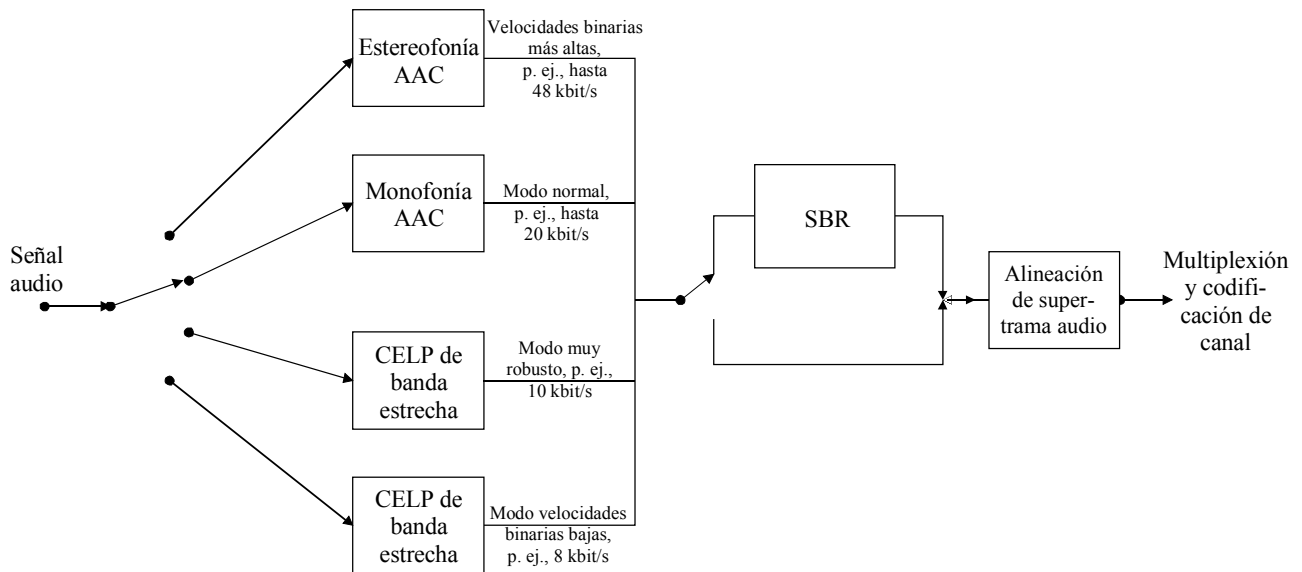 Señal
audio
Estereofonía
AAC
Velocidades binarias
más altas,
p. ej., hasta
48 kbit/s
Monofonía
AAC
Modo normal,
p. ej., hasta
20 kbit/s
CELP de
banda
estrecha
Modo muy
robusto, p. ej.,
10 kbit/s
CELP de
banda
estrecha
Modo velocidades
binarias bajas,
p. ej., 8 kbit/s
SBR
Alineación
de super-
trama audio
Multiplexión
y codifi-
cación de
canal